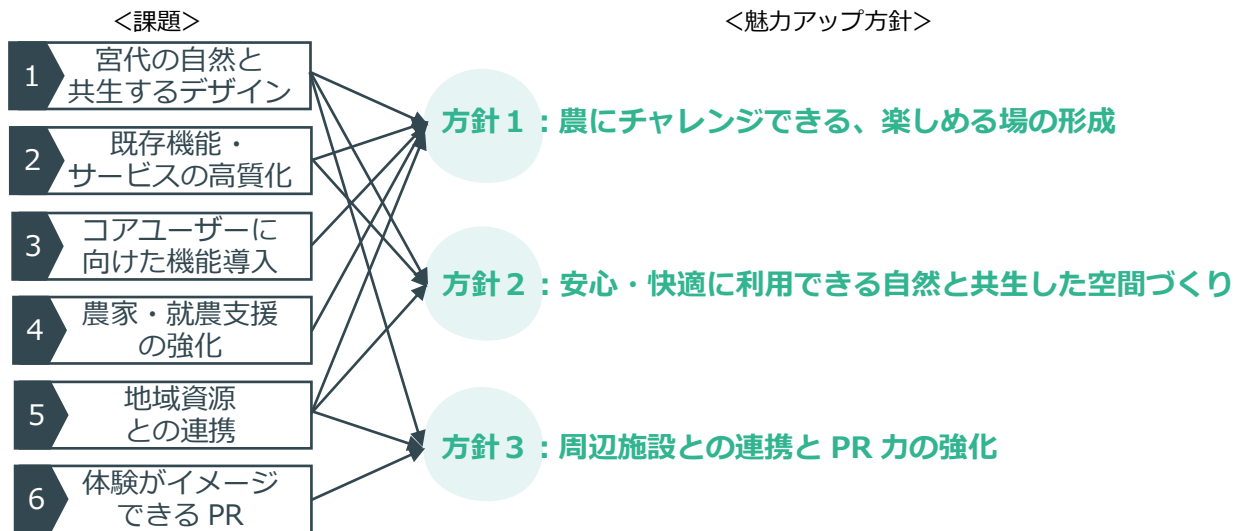 <課題>
<魅力アップ方針>
1
宮代の自然と
共生するデザイン
2
既存機能・
サービスの高質化
3
コアユーザーに
向けた機能導入
4
農家・就農支援
の強化
5
地域資源
との連携
6
体験がイメージ
できる PR
方針１：農にチャレンジできる、楽しめる場の形成
方針２：安心・快適に利用できる自然と共生した空間づくり
方針３：周辺施設との連携と PR 力の強化